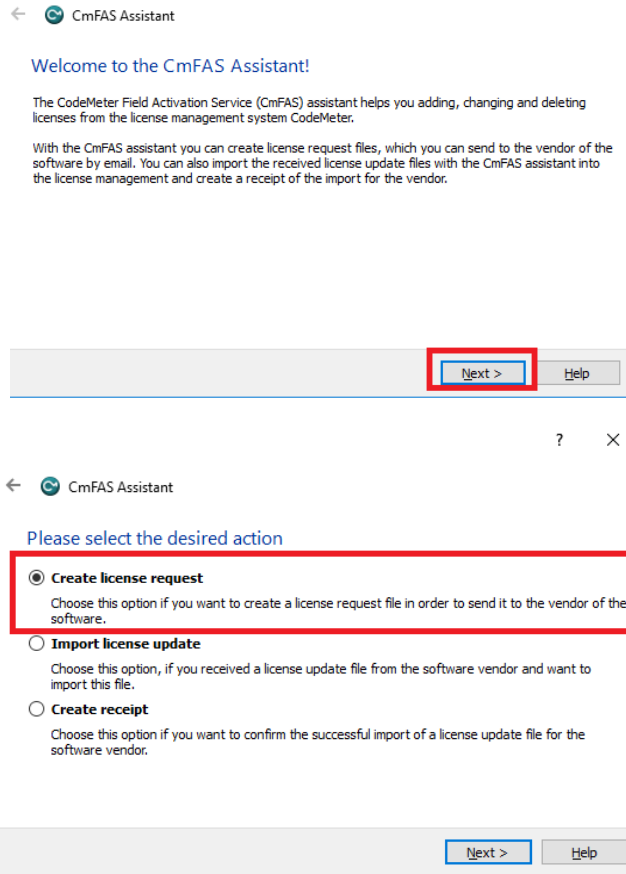 CmFAS Assistant
Welcome to the CmFAS Assistant!
The CodeMeter Field Activation Service (CmFAS) assistant helps you adding, changing and deleting
licenses from the license management system CodeMeter.
With the CmFAS assistant you can create license request files, which you can send to the vendor of the
software by email. You can also import the received license update files with the CmFAS assistant into
the license management and create a receipt of the import for the vendor.
Next >
Help
?
CmFAS Assistant
Please select the desired action
Create license request
Choose this option if you want to create a license request file in order to send it to the vendor of the
software.
Import license update
Choose this option, if you received a license update file from the software vendor and want to
import this file.
Create receipt
Choose this option if you want to confirm the successful import of a license update file for the
software vendor.
Next >
Help